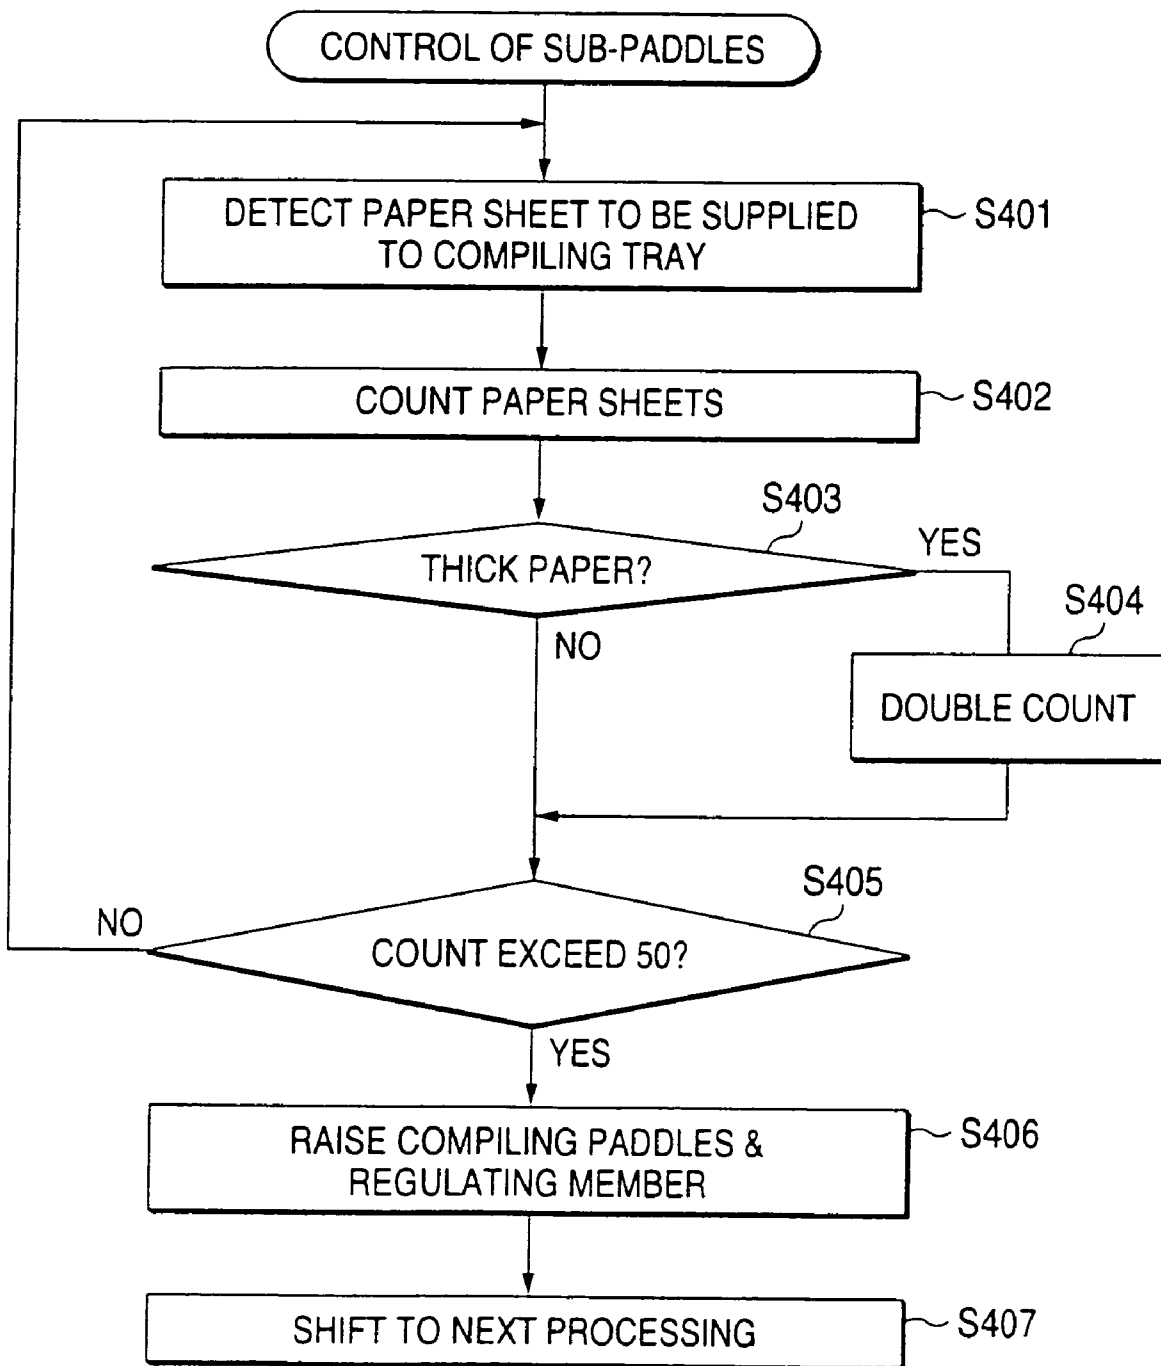 CONTROL OF SUB-PADDLES
DETECT PAPER SHEET TO BE SUPPLIED
TO COMPILING TRAY
S401
COUNT PAPER SHEETS
S402
S403
THICK PAPER?
YES
NO
S404
DOUBLE COUNT
S405
NO
COUNT EXCEED 50?
YES
RAISE COMPILING PADDLES &
REGULATING MEMBER
S406
SHIFT TO NEXT PROCESSING
S407